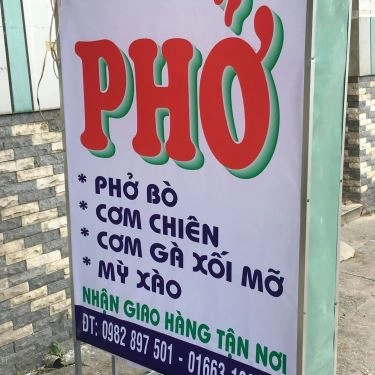 PHỞ
* PHỞ BÒ
* CƠM CHIÊN
* CƠM GÀ XỐI MỠ
* MỲ XÀO
NHẬN GIAO HÀNG TẬN NƠI
ĐT: 0982 897 501 - 01663